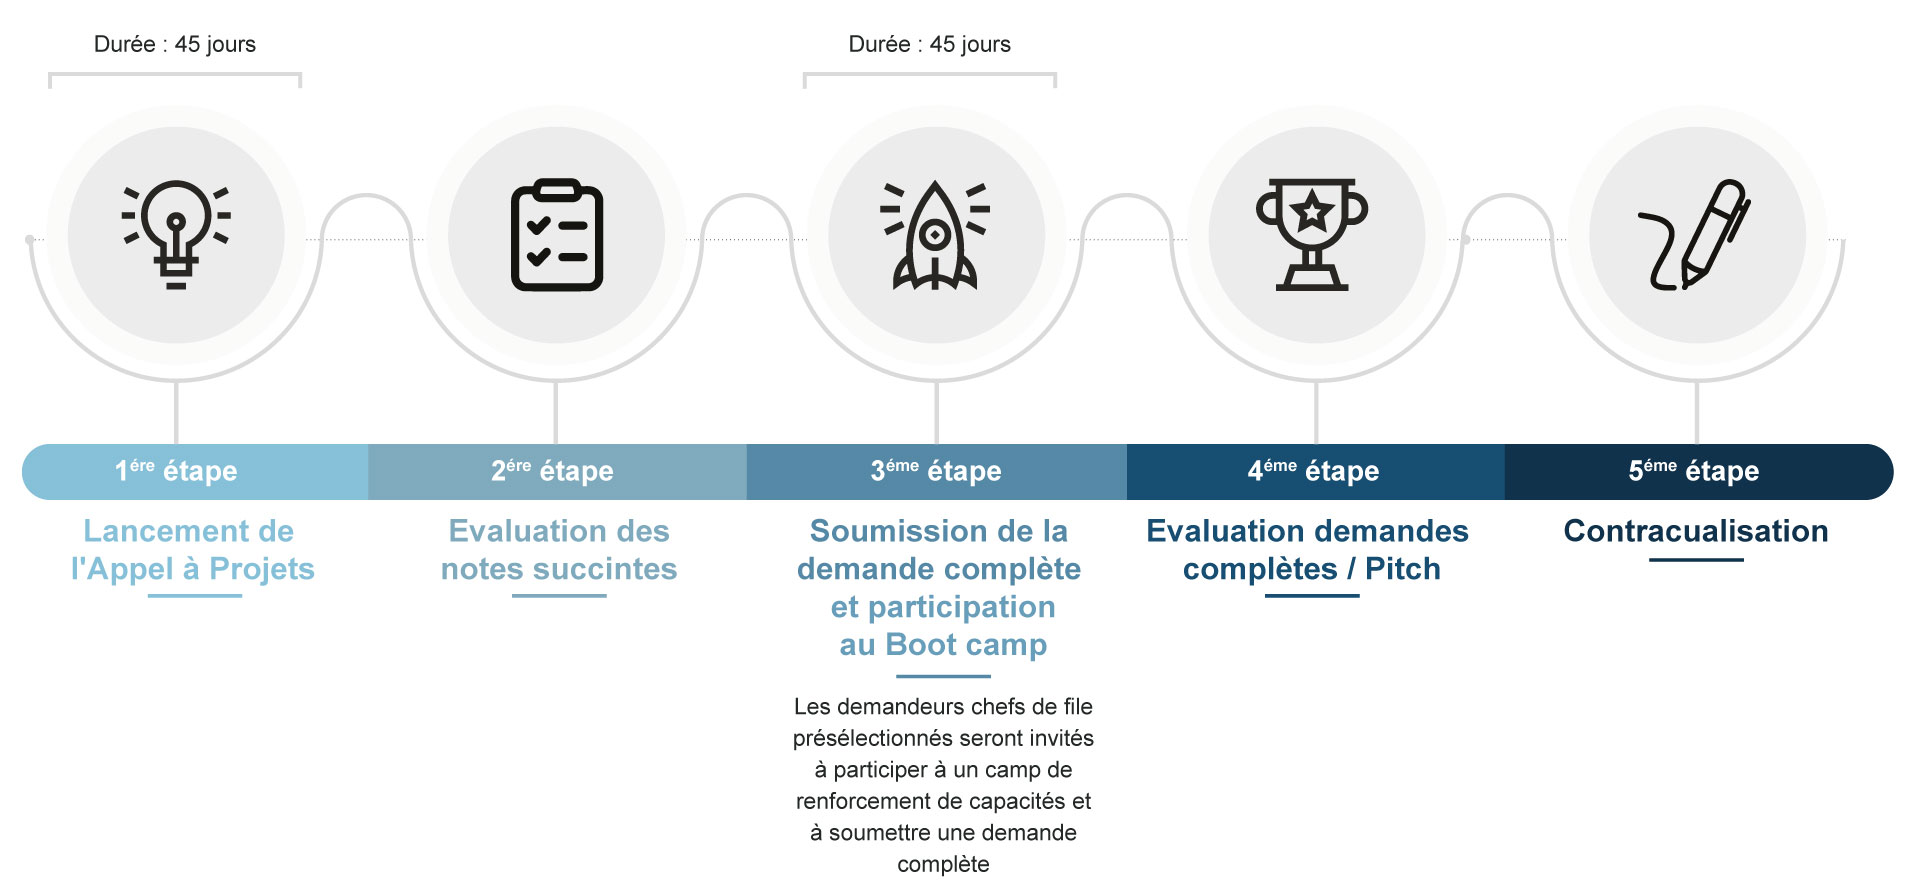 Durée : 45 jours
Durée : 45 jours
1ére étape
2ére étape
3éme étape
4éme étape
5éme étape
Lancement de
l'Appel à Projets
Evaluation des
notes succintes
Soumission de la
demande complète
et participation
au Boot camp
Les demandeurs chefs de file
présélectionnés seront invités
à participer à un camp de
renforcement de capacités et
à soumettre une demande
complète
Evaluation demandes
complètes / Pitch
Contracualisation